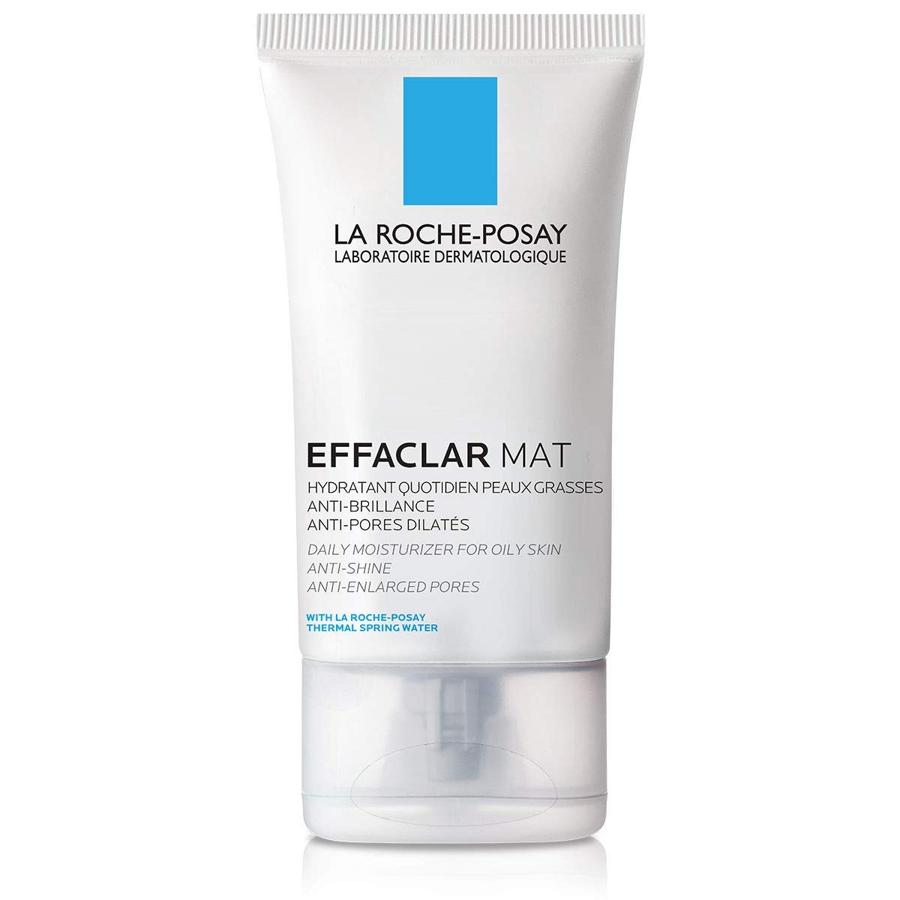 LA ROCHE-POSAY
LABORATOIRE DERMATOLOGIQUE
EFFACLAR MAT
HYDRATANT QUOTIDIEN PEAUX GRASSES
ANTI-BRILLANCE
ANTI-PORES DILATÉS
DAILY MOISTURIZER FOR OILY SKIN
ANTI-SHINE
ANTI-ENLARGED PORES
WITH LA ROCHE-POSAY
THERMAL SPRING WATER